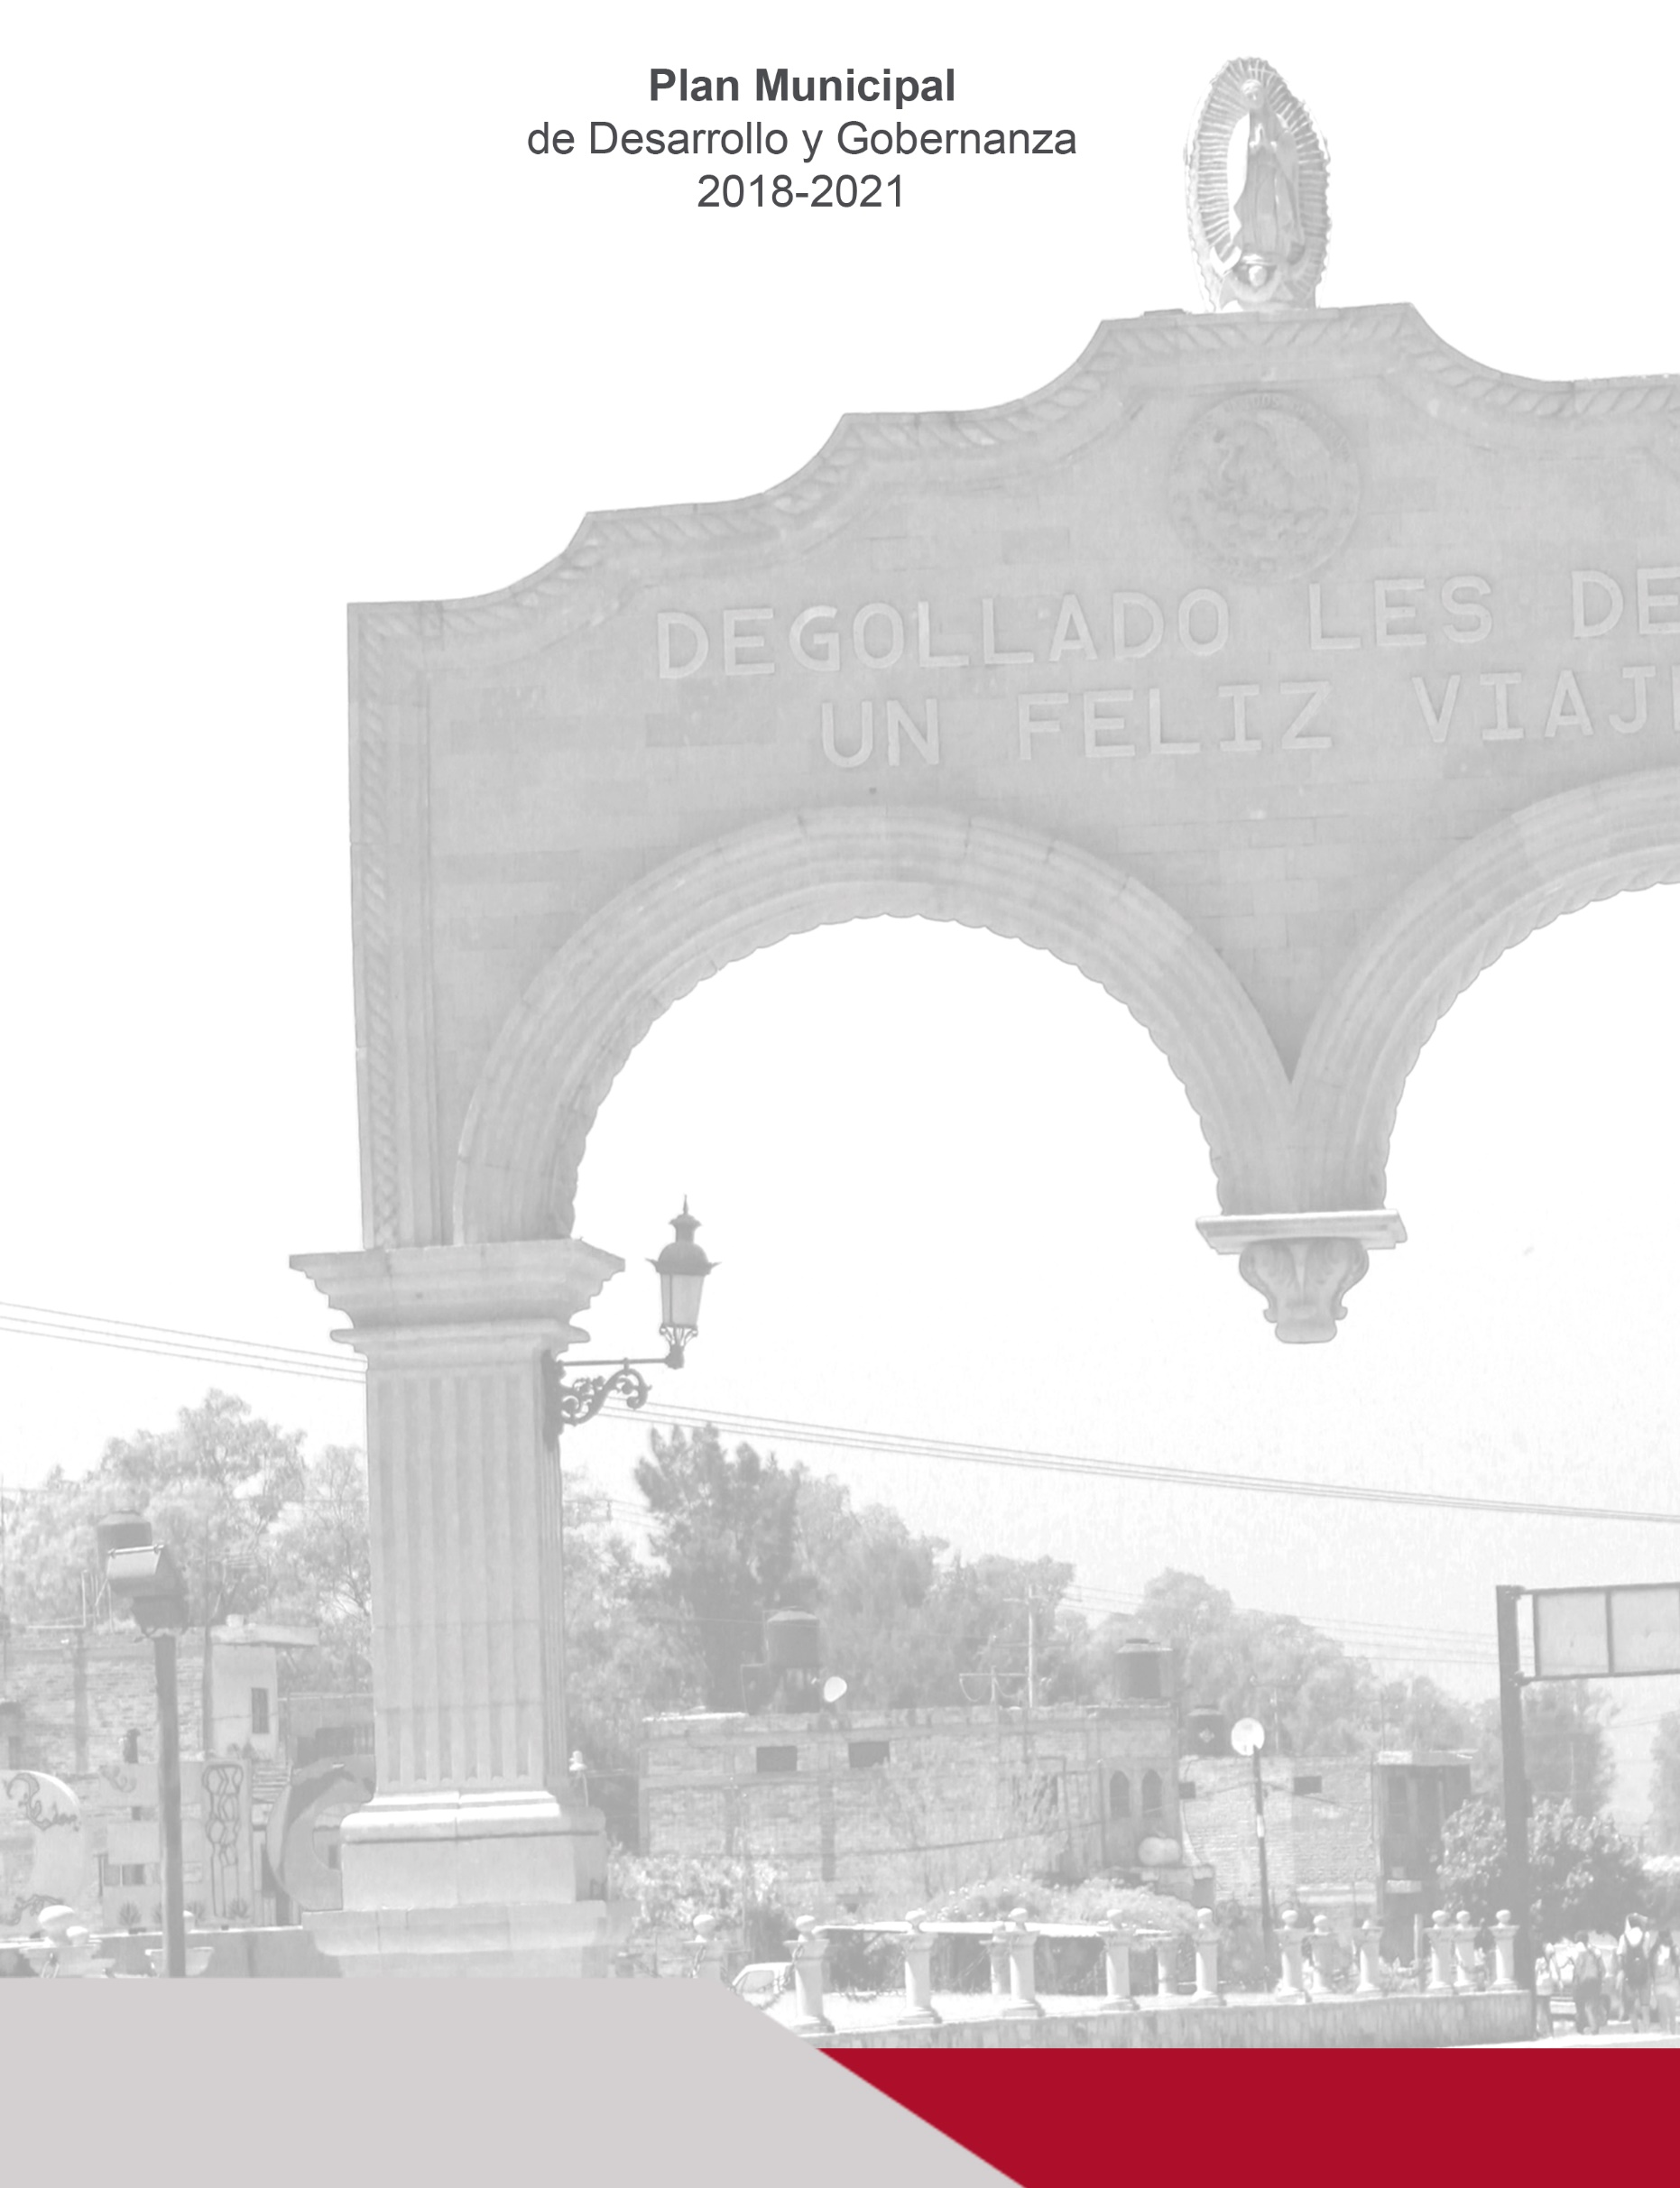 Plan Municipal
de Desarrollo y Gobernanza
2018-2021
DEGOLLADO LES DE
UN FELIZ VIAJ